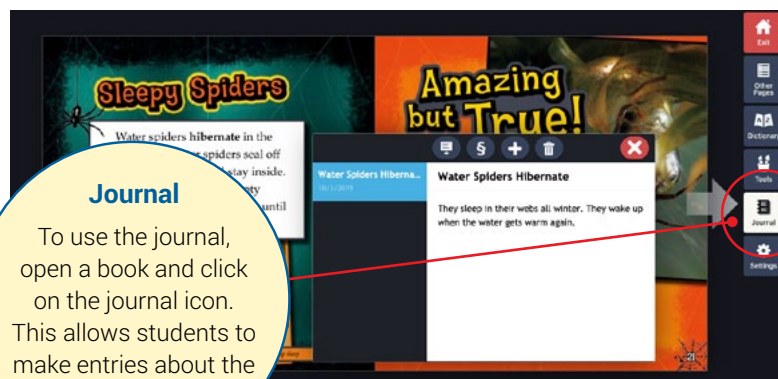 Sleepy Spiders
Water spiders hibernate in the
spiders seal off
stay inside.
until
Amazing
but True!
Water Spiders Hiberna...
10/3/2019
§
Water Spiders Hibernate
They sleep in their webs all winter. They wake up
when the water gets warm again.
21
Exit
Other
Pages
Dictionary
Tools
Journal
Settings
Journal
To use the journal,
open a book and click
on the journal icon.
This allows students to
make entries about the